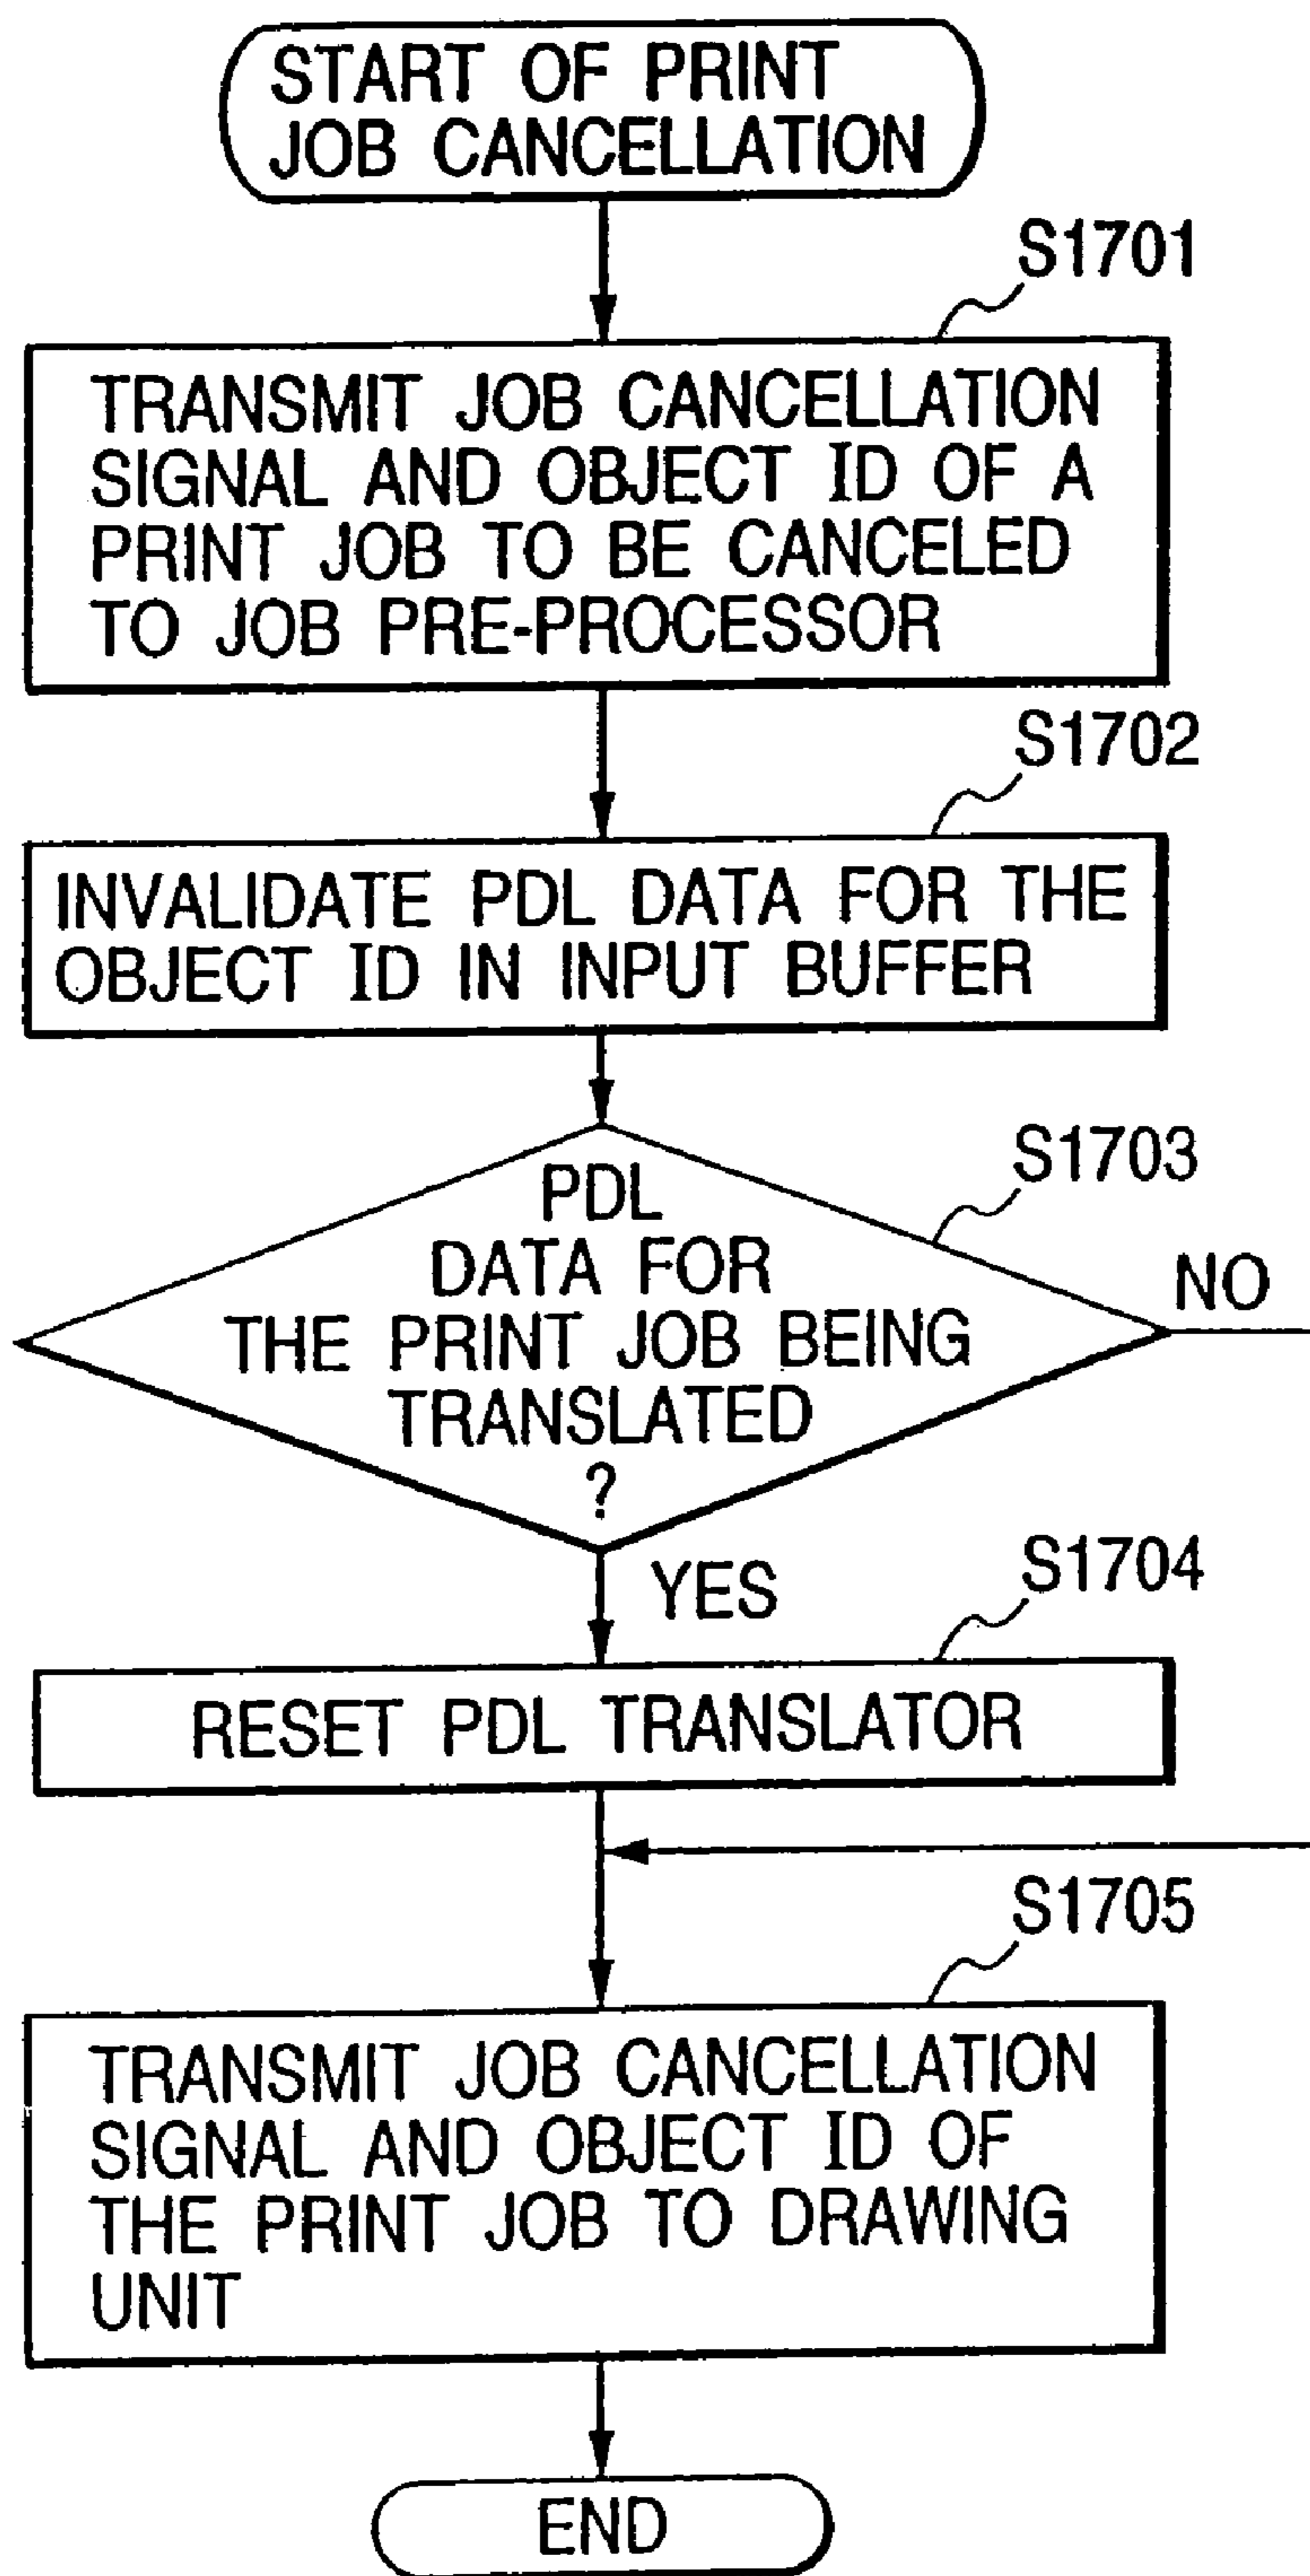 START OF PRINT
JOB CANCELLATION
S1701
TRANSMIT JOB CANCELLATION
SIGNAL AND OBJECT ID OF A
PRINT JOB TO BE CANCELED
TO JOB PRE-PROCESSOR
S1702
INVALIDATE PDL DATA FOR THE
OBJECT ID IN INPUT BUFFER
S1703
PDL
DATA FOR
THE PRINT JOB BEING
TRANSLATED
?
NO
YES
S1704
RESET PDL TRANSLATOR
S1705
TRANSMIT JOB CANCELLATION
SIGNAL AND OBJECT ID OF
THE PRINT JOB TO DRAWING
UNIT
END